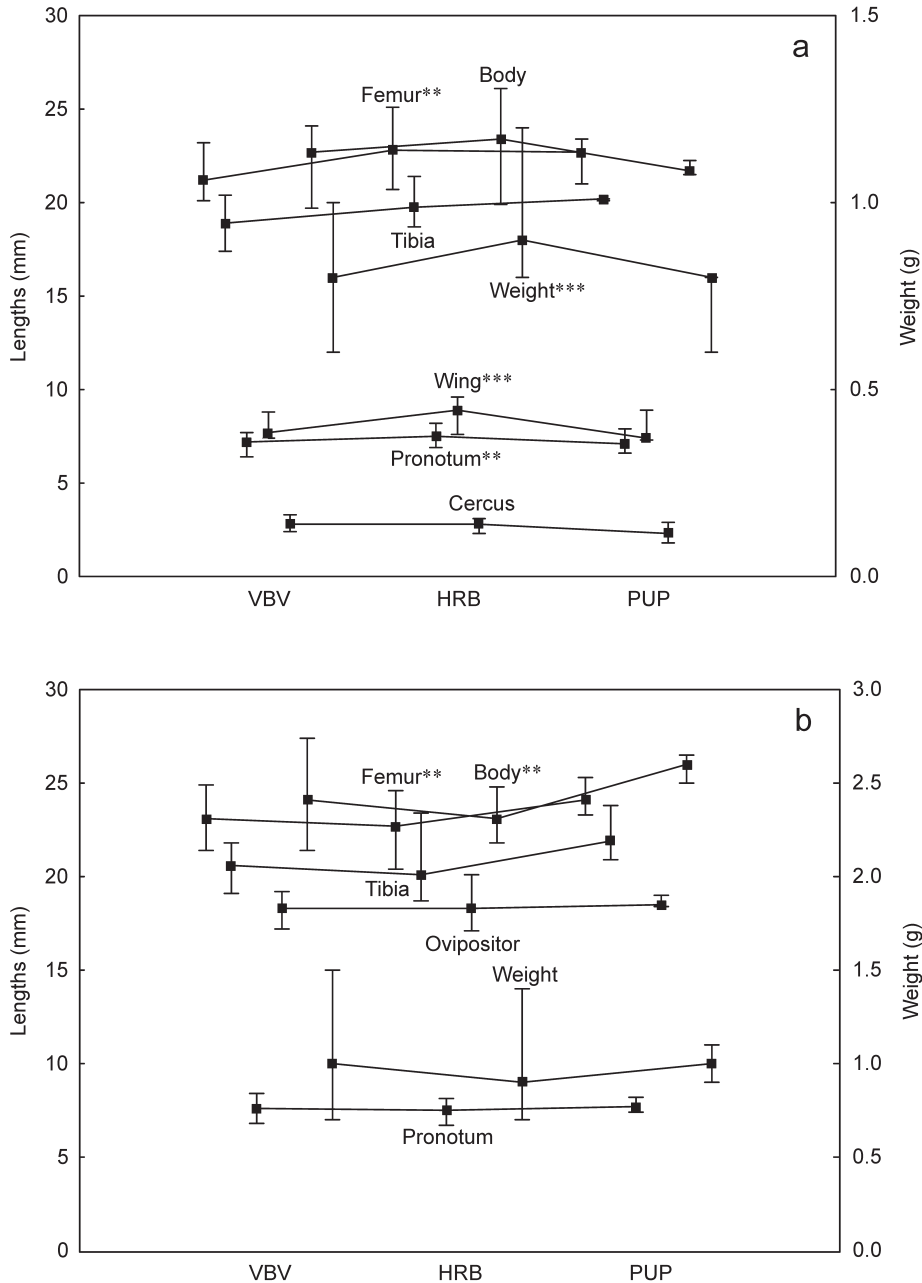 30
1.5
a
Body
Femur**
25
20
1.0
Tibia
Weight***
15
Lengths (mm)
Weight (g)
Wing***
10
0.5
Pronotum**
5
Cercus
0
0.0
VBV HRB PUP
30
3.0
b
Femur** Body**
25
2.5
20
2.0
Tibia
Ovipositor
Lengths (mm)
Weight (g)
15
1.5
Weight
10
1.0
Pronotum
5
0.5
0
0.0
VBV HRB PUP